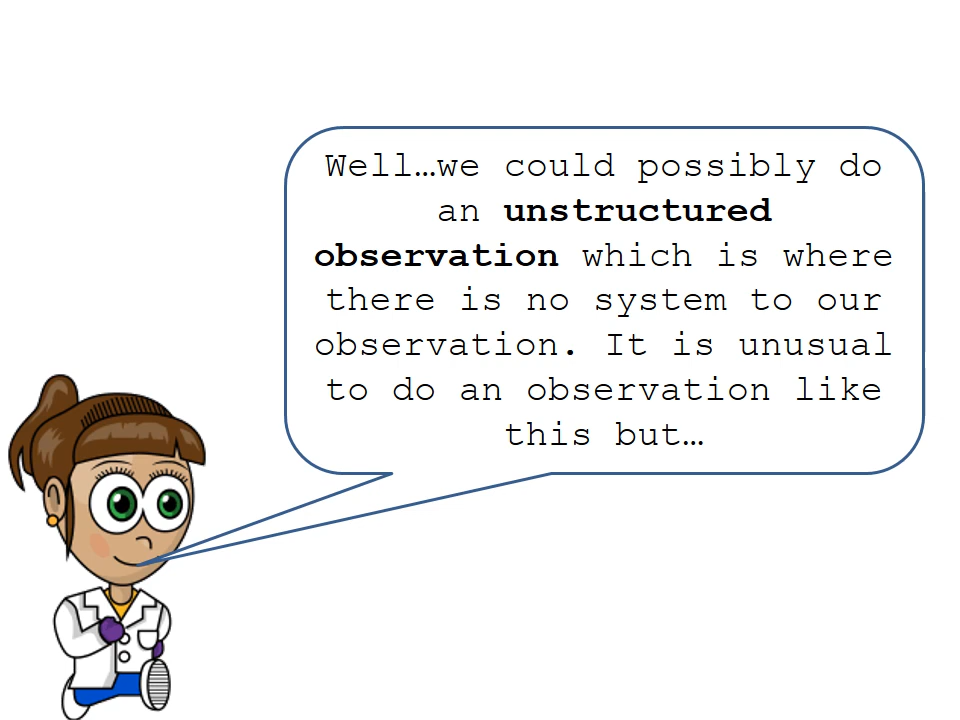 Well…we could possibly do
an unstructured
observation which is where
there is no system to our
observation. It is unusual
to do an observation like
this but…